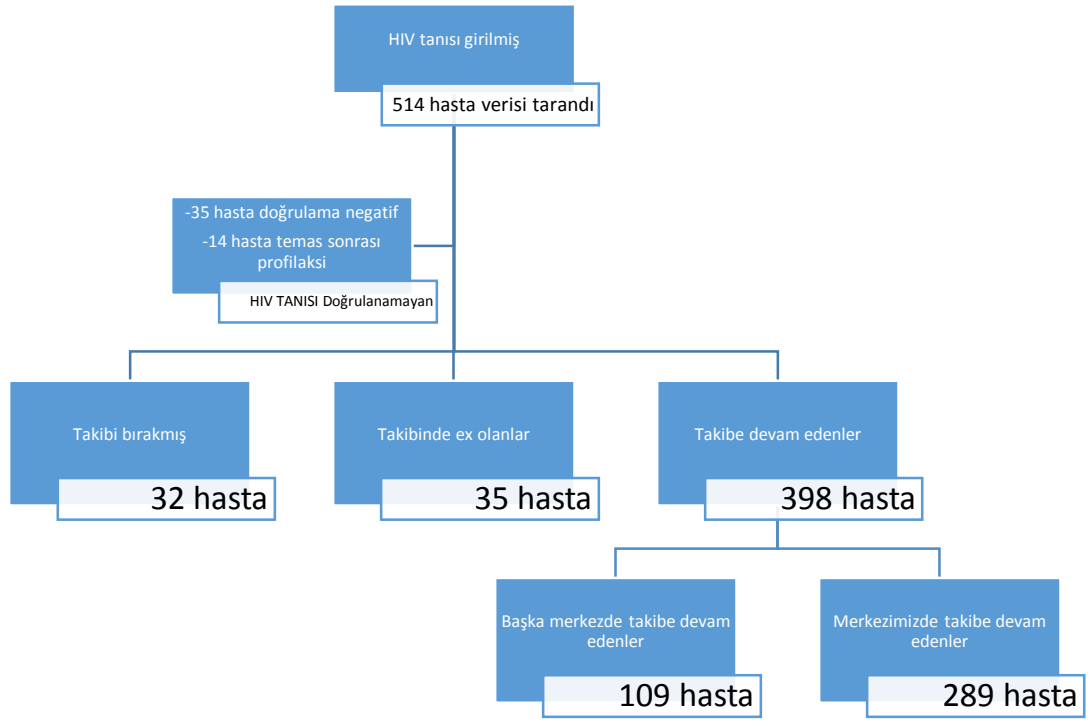 HIV tanısı girilmiş
514 hasta verisi tarandı
-35 hasta doğrulama negatif
-14 hasta temas sonrası
profilaksi
HIV TANISI Doğrulanamayan
Takibi bırakmış
32 hasta
Takibinde ex olanlar
35 hasta
Takibe devam edenler
398 hasta
Başka merkezde takibe devam
edenler
109 hasta
Merkezimizde takibe devam
edenler
289 hasta